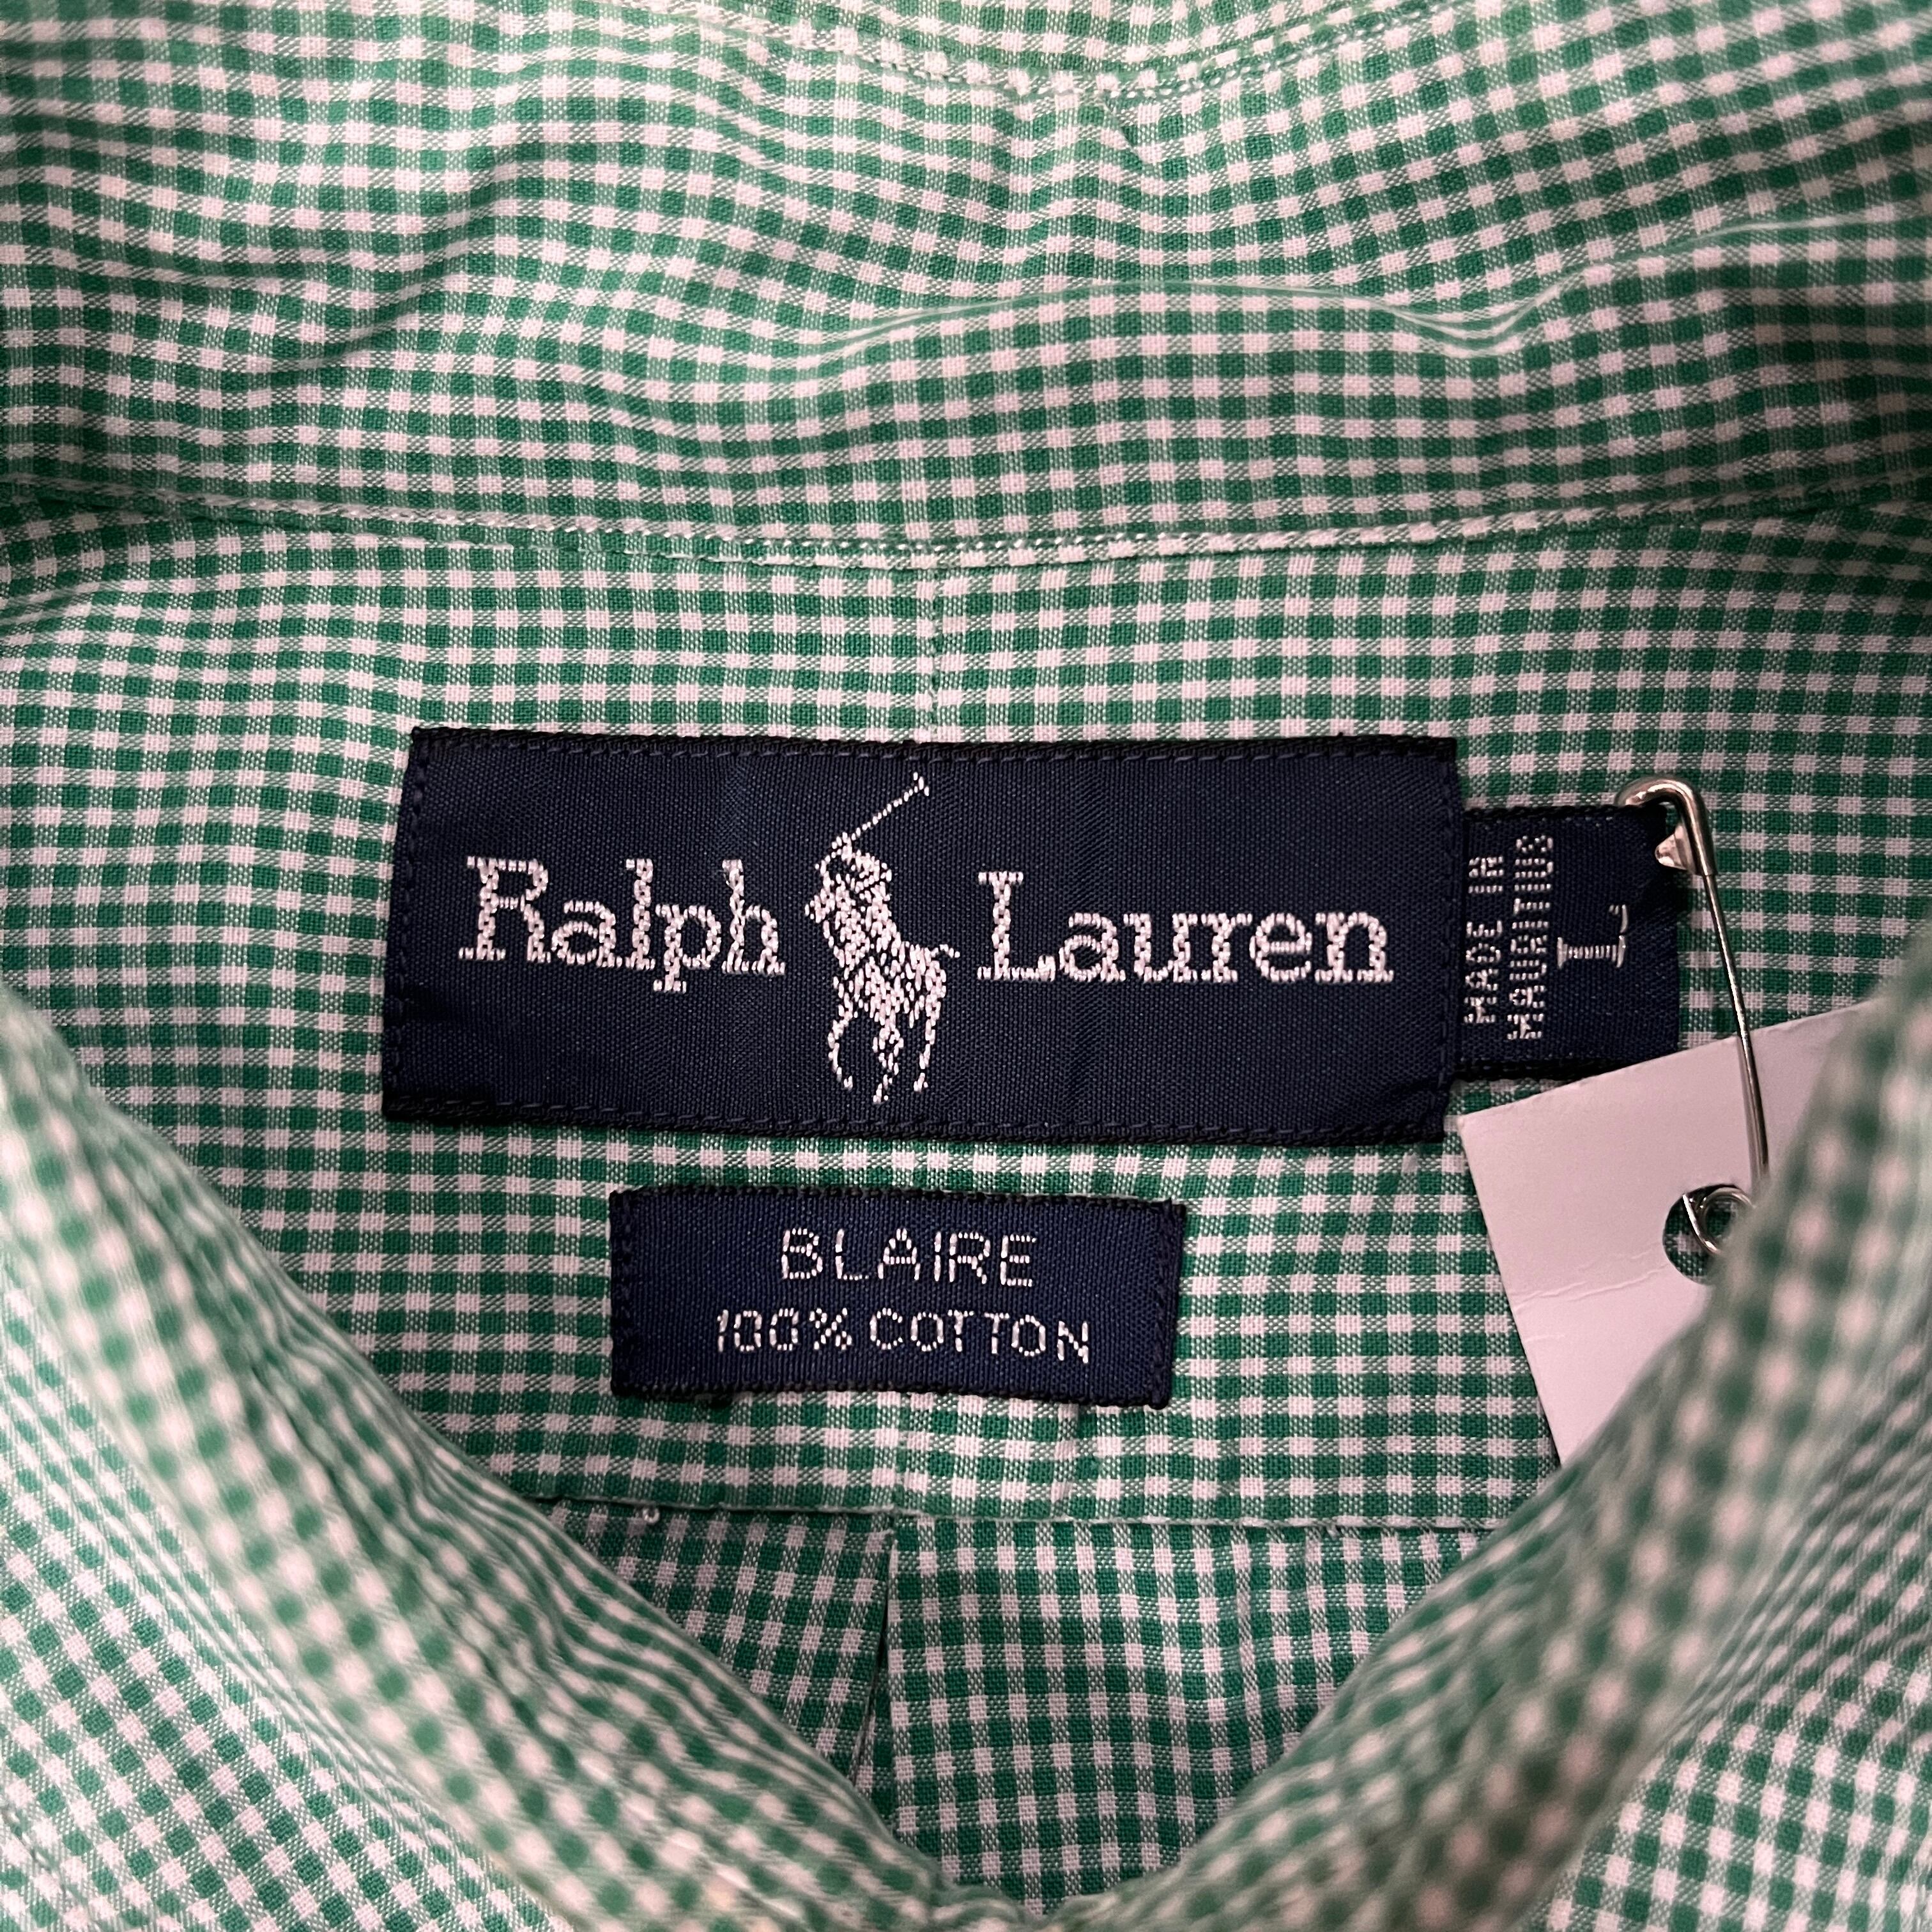 Ralph Lauren
MADE IN
MAURITIUS
L
BLAIRE
100% COTTON